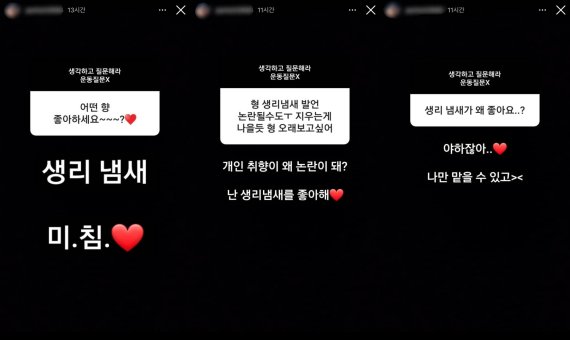 13시간
생각하고 질문해라
운동질문X
어떤 향
좋아하세요~~~?❤️
생리 냄새
미.침.❤️
11시간
생각하고 질문해라
운동질문X
형 생리냄새 발언
논란될수도ㅜ 지우는게
나을듯 형 오래보고싶어
개인 취향이 왜 논란이 돼?
난 생리냄새를 좋아해❤️
11시간
생각하고 질문해라
운동질문X
생리 냄새가 왜 좋아요..?
야하잖아..❤️
나만 맡을 수 있고><